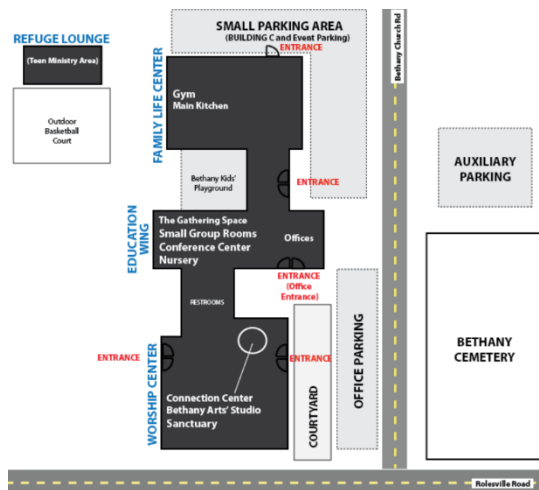 SMALL PARKING AREA
(BUILDING C and Event Parking)
ENTRANCE
Bethany Church Rd
REFUGE LOUNGE
(Teen Ministry Area)
Outdoor
Basketball
Court
FAMILY LIFE CENTER
Gym
Main Kitchen
Bethany Kids'
Playground
ENTRANCE
AUXILIARY
PARKING
EDUCATION
WING
The Gathering Space
Small Group Rooms
Conference Center
Nursery
Offices
ENTRANCE
(Office
Entrance)
RESTROOMS
WORSHIP CENTER
ENTRANCE
ENTRANCE
Connection Center
Bethany Arts' Studio
Sanctuary
COURTYARD
OFFICE PARKING
BETHANY
CEMETERY
Rolesville Road